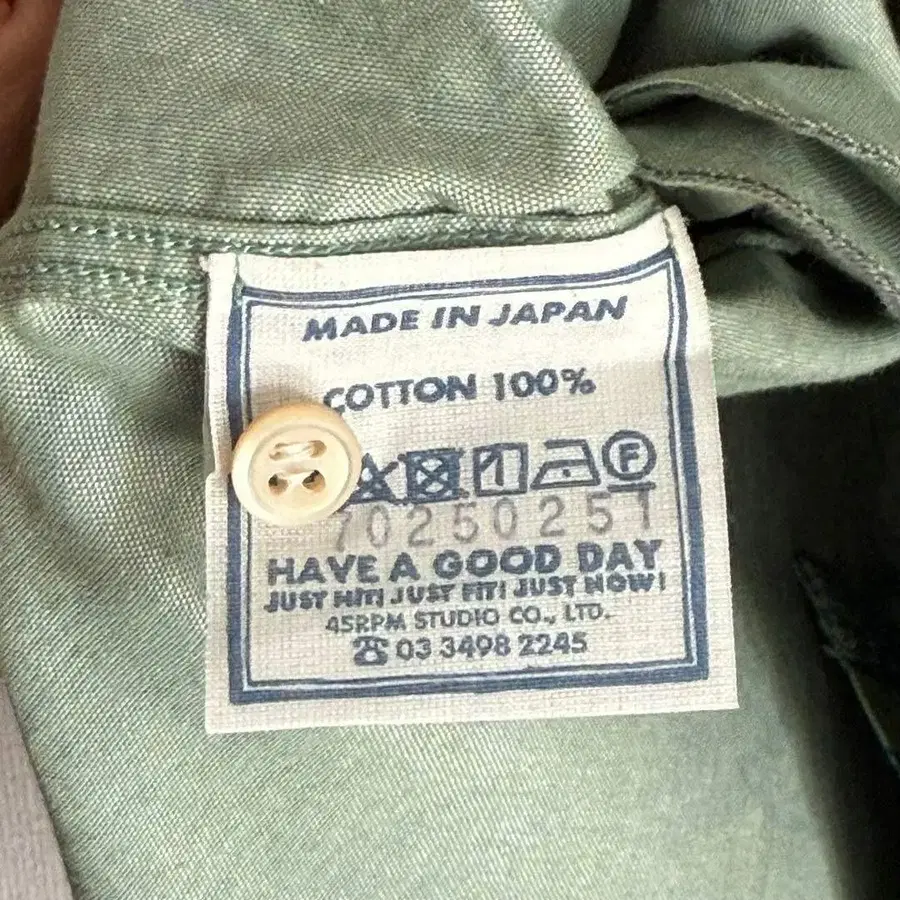 MADE IN JAPAN
COTTON 100%
F
70250251
HAVE A GOOD DAY
JUST HIT! JUST FIT! JUST NOW!
45RPM STUDIO CO., LTD.
☎ 03 3498 2245